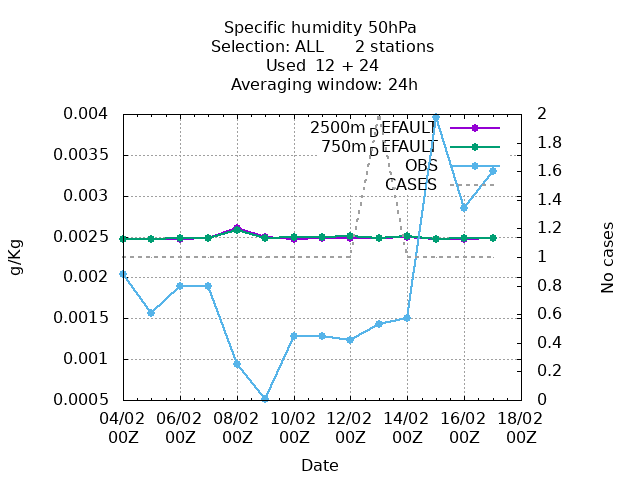 Specific humidity 50hPa
Selection: ALL 2 stations
Used 12 + 24
Averaging window: 24h
2500m DEFAULT
750m DEFAULT
OBS
CASES
0.004
0.0035
0.003
0.0025
0.002
0.0015
0.001
0.0005
2
1.8
1.6
1.4
1.2
1
0.8
0.6
0.4
0.2
0
g/Kg
No cases
04/02 06/02 08/02 10/02 12/02 14/02 16/02 18/02
00Z 00Z 00Z 00Z 00Z 00Z 00Z 00Z
Date